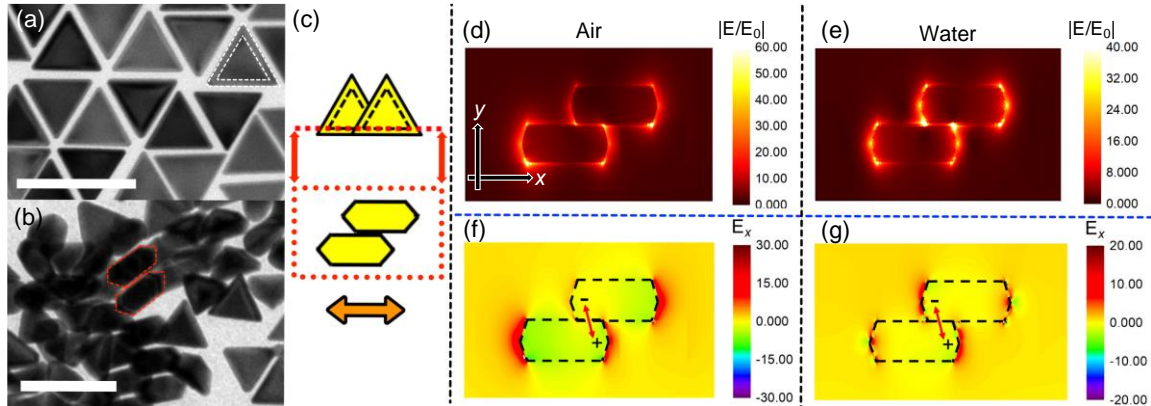 (a)
(b)
(c)
(d)
Air
|E/E₀|
60.00
50.00
40.00
30.00
20.00
10.00
0.000
y
x
(e)
Water
|E/E₀|
40.00
32.00
24.00
16.00
8.000
0.000
(f)
Eₓ
30.00
15.00
0.000
-15.00
-30.00
-
+
(g)
Eₓ
20.00
10.00
0.000
-10.00
-20.00
-
+